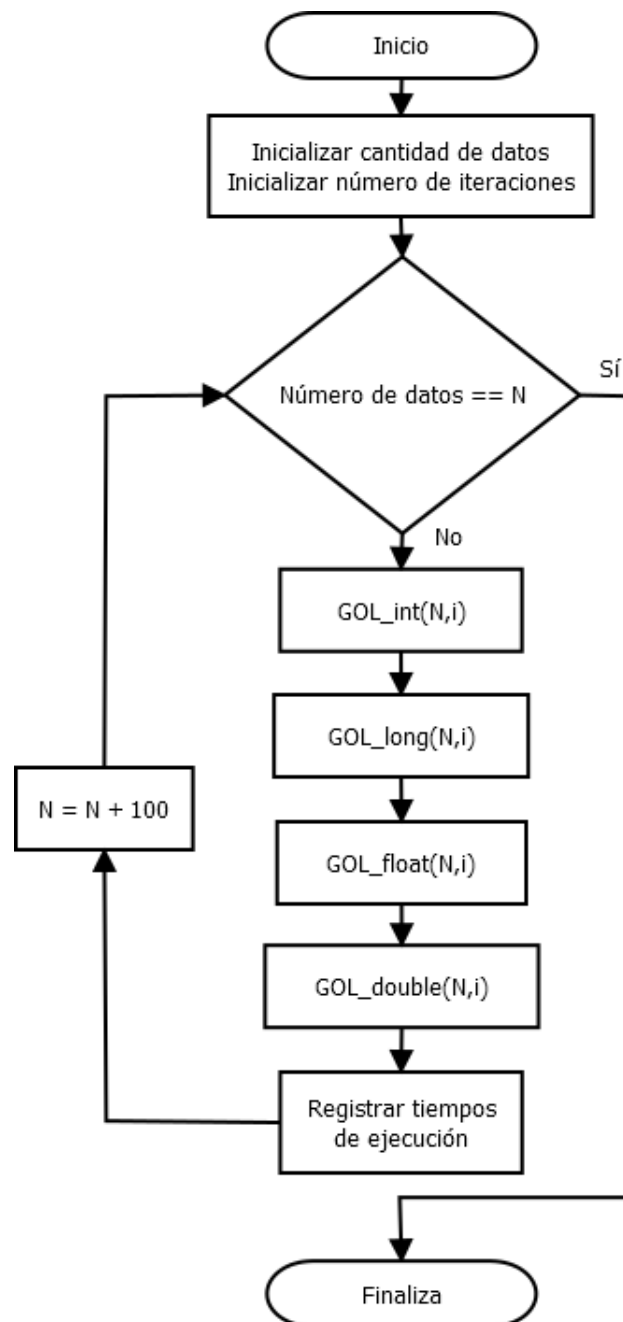 Inicio
Inicializar cantidad de datos
Inicializar número de iteraciones
Número de datos == N
Sí
No
GOL_int(N,i)
GOL_long(N,i)
N = N + 100
GOL_float(N,i)
GOL_double(N,i)
Registrar tiempos
de ejecución
Finaliza